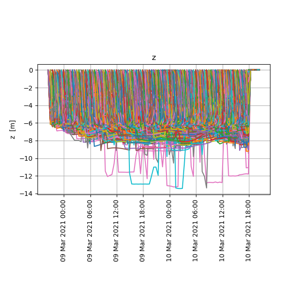 z
0
−2
−4
−6
−8
−10
−12
−14
z [m]
09 Mar 2021 00:00
09 Mar 2021 06:00
09 Mar 2021 12:00
09 Mar 2021 18:00
10 Mar 2021 00:00
10 Mar 2021 06:00
10 Mar 2021 12:00
10 Mar 2021 18:00